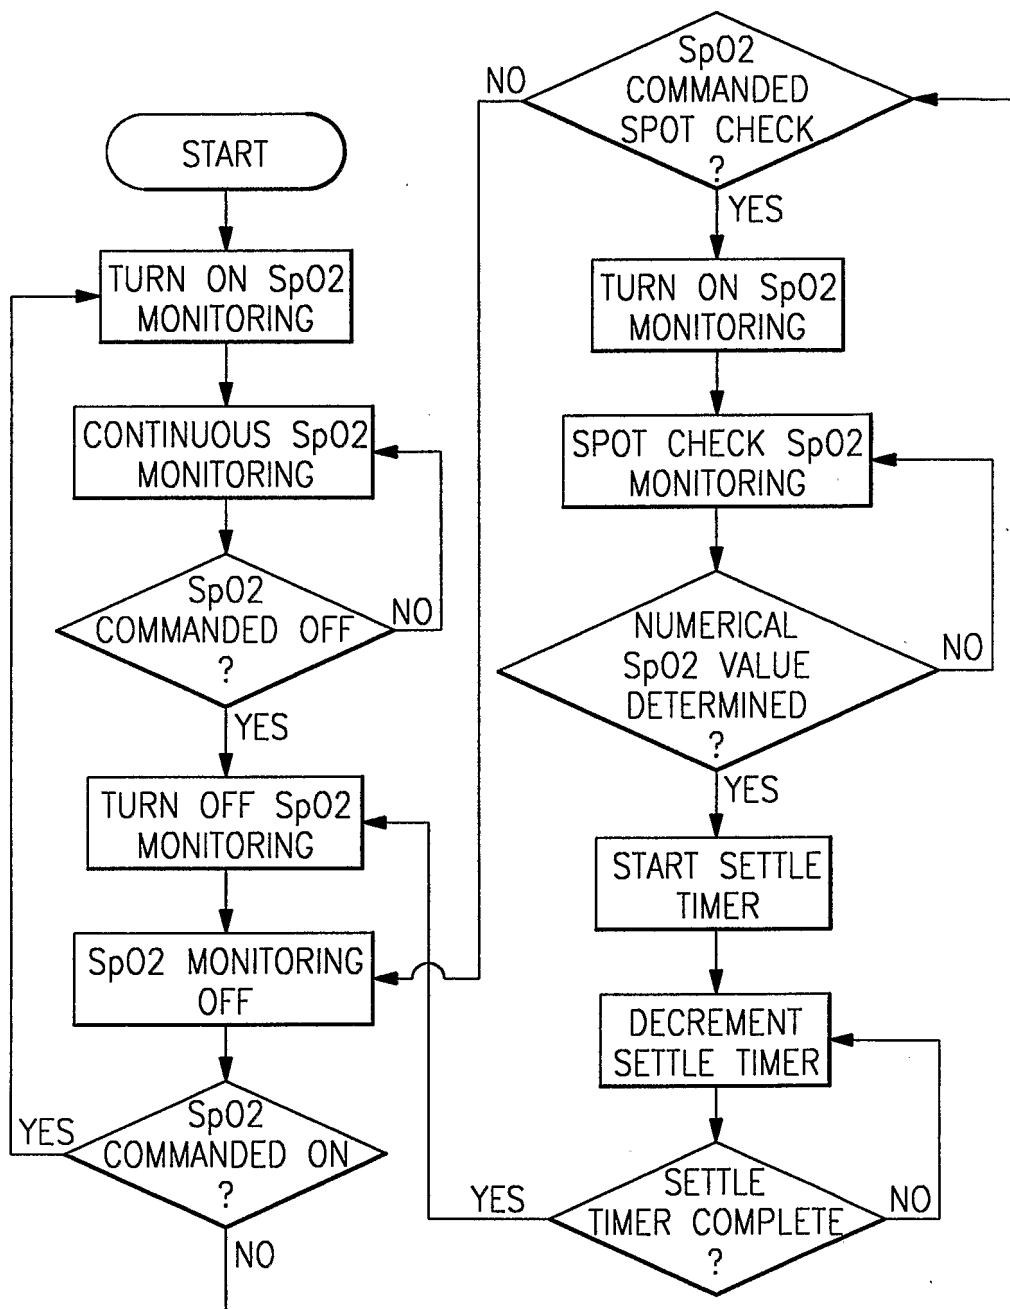 START
TURN ON SpO2
MONITORING
CONTINUOUS SpO2
MONITORING
SpO2
COMMANDED OFF
?
NO
YES
TURN OFF SpO2
MONITORING
SpO2 MONITORING
OFF
SpO2
COMMANDED ON
?
YES
NO
SpO2
COMMANDED
SPOT CHECK
?
NO
YES
TURN ON SpO2
MONITORING
SPOT CHECK SpO2
MONITORING
NUMERICAL
SpO2 VALUE
DETERMINED
?
NO
YES
START SETTLE
TIMER
DECREMENT
SETTLE TIMER
SETTLE
TIMER COMPLETE
?
YES
NO